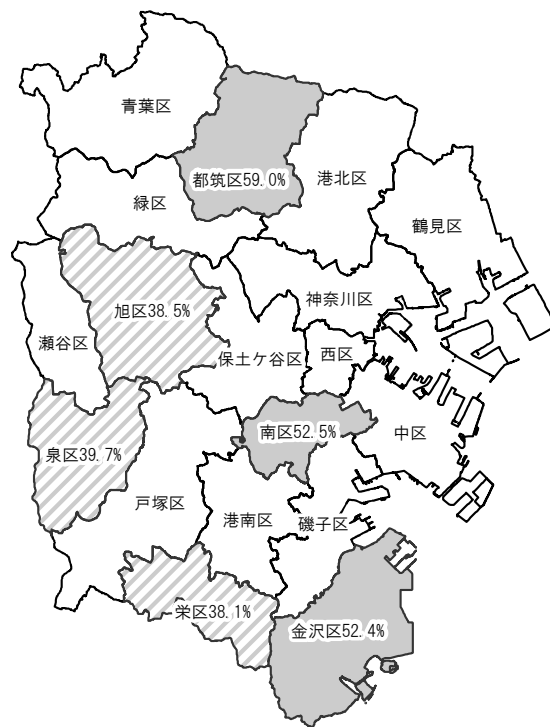 青葉区
都筑区59.0%
港北区
緑区
鶴見区
神奈川区
旭区38.5%
瀬谷区
保土ケ谷区
西区
南区52.5%
中区
泉区39.7%
戸塚区
港南区
磯子区
栄区38.1%
金沢区52.4%